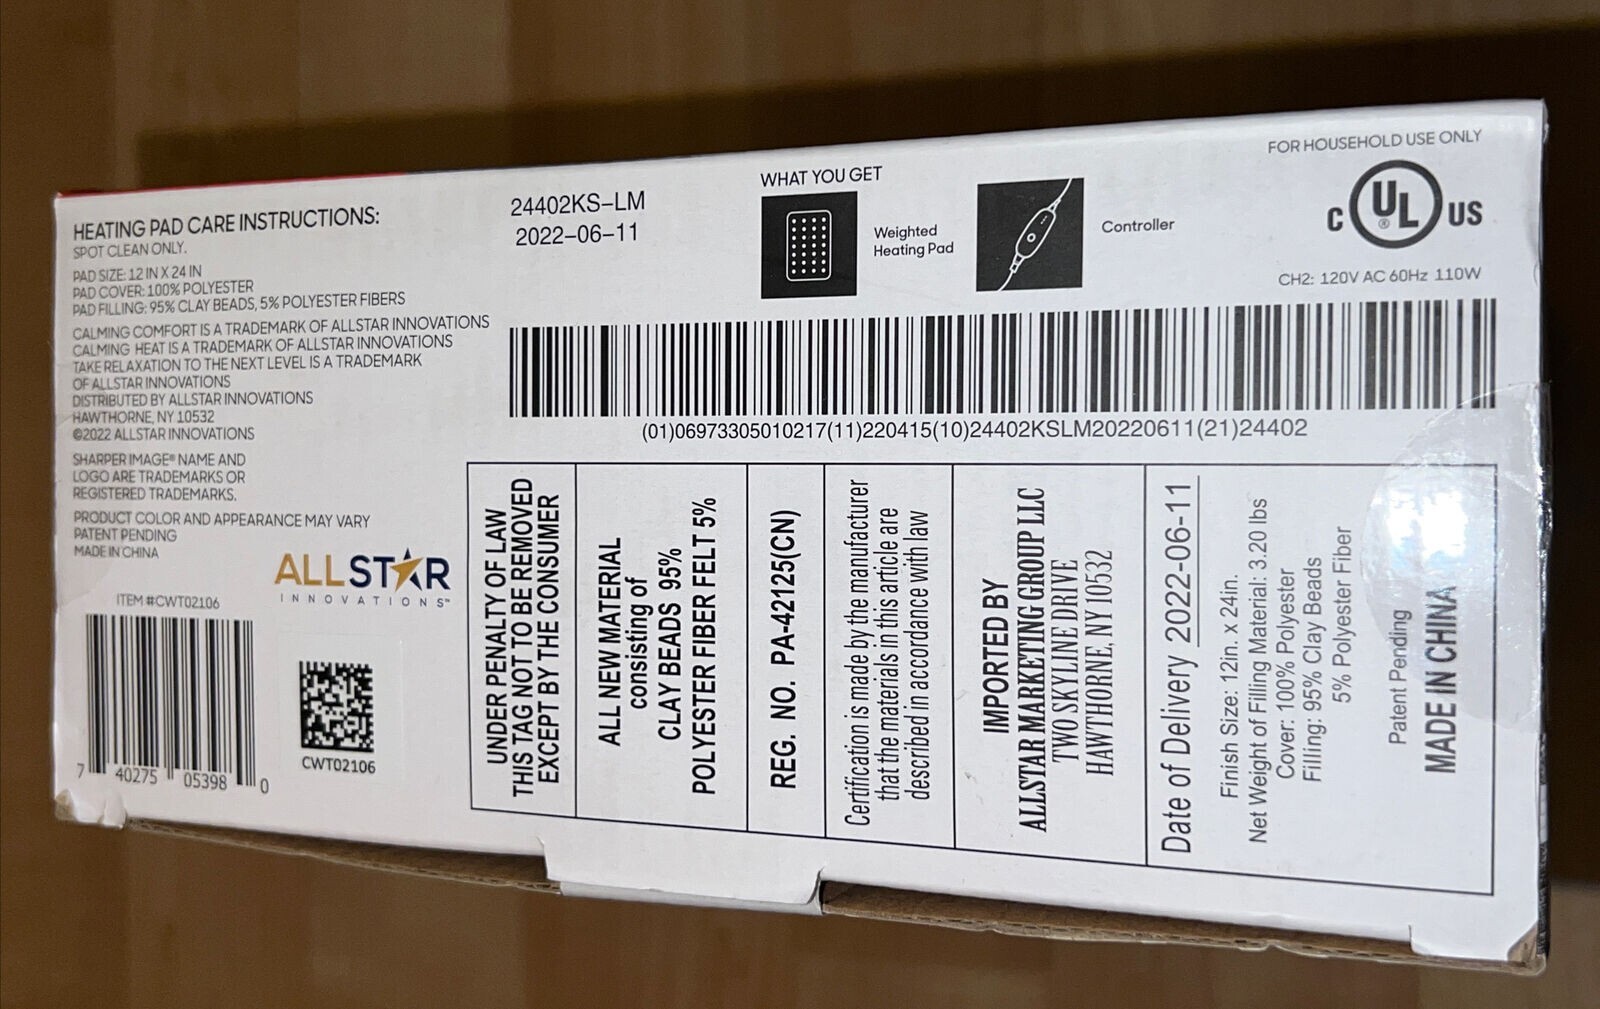 HEATING PAD CARE INSTRUCTIONS:
SPOT CLEAN ONLY.
PAD SIZE: 12 IN X 24 IN
PAD COVER: 100% POLYESTER
PAD FILLING: 95% CLAY BEADS, 5% POLYESTER FIBERS
CALMING COMFORT IS A TRADEMARK OF ALLSTAR INNOVATIONS
CALMING HEAT IS A TRADEMARK OF ALLSTAR INNOVATIONS
TAKE RELAXATION TO THE NEXT LEVEL IS A TRADEMARK
OF ALLSTAR INNOVATIONS
DISTRIBUTED BY ALLSTAR INNOVATIONS
HAWTHORNE, NY 10532
©2022 ALLSTAR INNOVATIONS
SHARPER IMAGE® NAME AND
LOGO ARE TRADEMARKS OR
REGISTERED TRADEMARKS.
PRODUCT COLOR AND APPEARANCE MAY VARY
PATENT PENDING
MADE IN CHINA
ALLSTAR
INNOVATIONS™
ITEM #CWT02106
7 40275 05398 0
CWT02106
24402KS-LM
2022-06-11
WHAT YOU GET
Weighted
Heating Pad
Controller
FOR HOUSEHOLD USE ONLY
C UL ® US
CH2: 120V AC 60Hz 110W
(01)06973305010217(11)220415(10)24402KSLM20220611(21)24402
UNDER PENALTY OF LAW
THIS TAG NOT TO BE REMOVED
EXCEPT BY THE CONSUMER
ALL NEW MATERIAL
consisting of
CLAY BEADS 95%
POLYESTER FIBER FELT 5%
REG. NO. PA-42125(CN)
Certification is made by the manufacturer
that the materials in this article are
described in accordance with law
IMPORTED BY
ALLSTAR MARKETING GROUP LLC
TWO SKYLINE DRIVE
HAWTHORNE, NY 10532
Date of Delivery 2022-06-11
Finish Size: 12in. x 24in.
Net Weight of Filling Material: 3.20 lbs
Cover: 100% Polyester
Filling: 95% Clay Beads
5% Polyester Fiber
Patent Pending
MADE IN CHINA